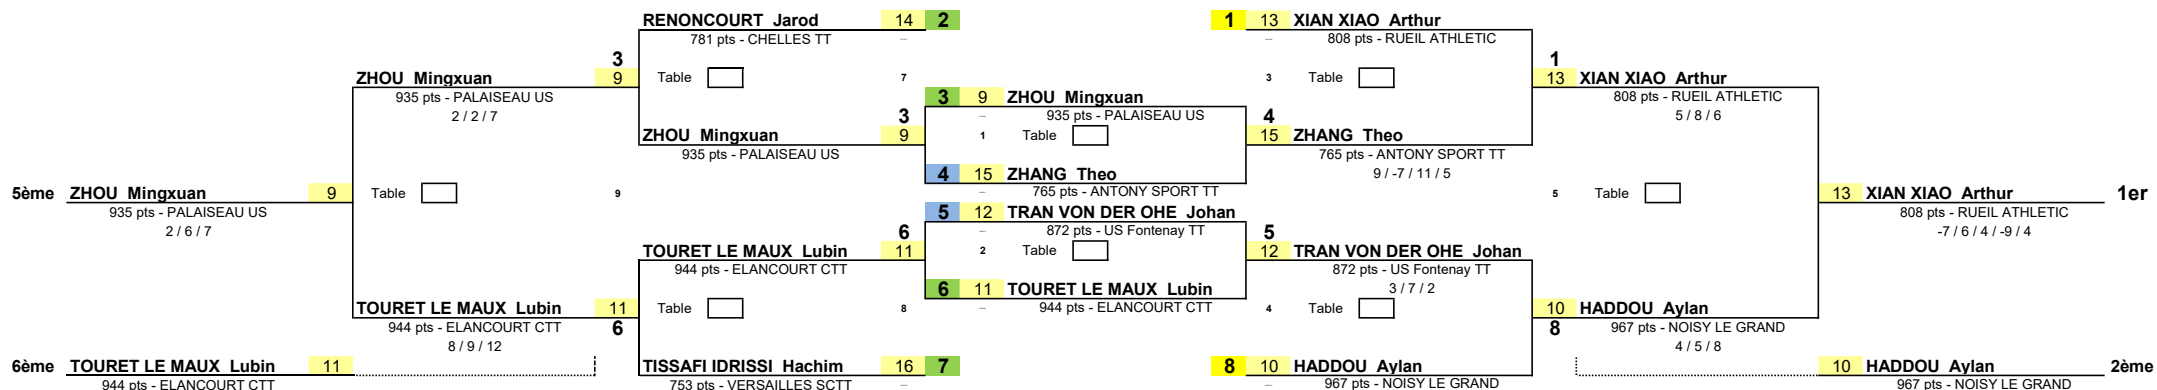 RENONCOURT Jarod 14 2 1 13 XIAN XIAO Arthur
781 pts - CHELLES TT – – 808 pts - RUEIL ATHLETIC
3 1
ZHOU Mingxuan 9 Table 7 3 Table 13 XIAN XIAO Arthur
935 pts - PALAISEAU US 3 9 ZHOU Mingxuan 808 pts - RUEIL ATHLETIC
2 / 2 / 7 3 – 935 pts - PALAISEAU US 4 5 / 8 / 6
ZHOU Mingxuan 9 1 Table 15 ZHANG Theo
935 pts - PALAISEAU US 765 pts - ANTONY SPORT TT
4 15 ZHANG Theo 9 / -7 / 11 / 5
5ème ZHOU Mingxuan 9 Table 9 – 765 pts - ANTONY SPORT TT 5 Table 13 XIAN XIAO Arthur 1er
935 pts - PALAISEAU US 5 12 TRAN VON DER OHE Johan 808 pts - RUEIL ATHLETIC
2 / 6 / 7 6 – 872 pts - US Fontenay TT 5 -7 / 6 / 4 / -9 / 4
TOURET LE MAUX Lubin 11 2 Table 12 TRAN VON DER OHE Johan
944 pts - ELANCOURT CTT 872 pts - US Fontenay TT
6 11 TOURET LE MAUX Lubin 3 / 7 / 2
TOURET LE MAUX Lubin 11 Table 8 – 944 pts - ELANCOURT CTT 4 Table 10 HADDOU Aylan
944 pts - ELANCOURT CTT 6 8 967 pts - NOISY LE GRAND
8 / 9 / 12 4 / 5 / 8
6ème TOURET LE MAUX Lubin 11 TISSAFI IDRISSI Hachim 16 7 8 10 HADDOU Aylan 10 HADDOU Aylan 2ème
944 pts - ELANCOURT CTT 753 pts - VERSAILLES SCTT – – 967 pts - NOISY LE GRAND 967 pts - NOISY LE GRAND